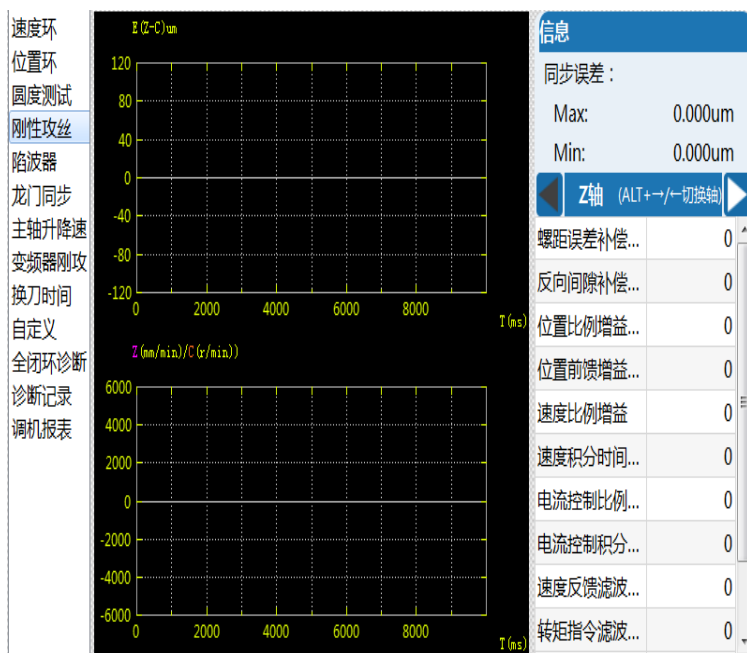 速度环
位置环
圆度测试
刚性攻丝
陷波器
龙门同步
主轴升降速
变频器刚攻
换刀时间
自定义
全闭环诊断
诊断记录
调机报表
E(Z-C)um
120
80
40
0
-40
-80
-120
0 2000 4000 6000 8000
T(ms)
Z(mm/min)/C(r/min))
6000
4000
2000
0
-2000
-4000
-6000
0 2000 4000 6000 8000
T(ms)
信息
同步误差：
Max: 0.000um
Min: 0.000um
Z轴 (ALT+→/←切换轴)
螺距误差补偿... 0
反向间隙补偿... 0
位置比例增益... 0
位置前馈增益... 0
速度比例增益 0
速度积分时间... 0
电流控制比例... 0
电流控制积分... 0
速度反馈滤波... 0
转矩指令滤波... 0